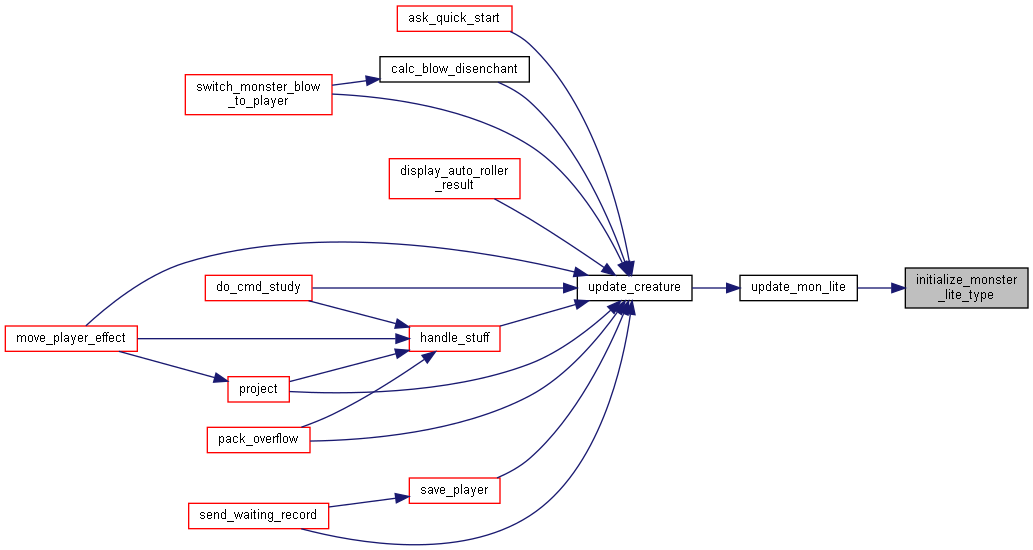 ask_quick_start
calc_blow_disenchant
switch_monster_blow
_to_player
display_auto_roller
_result
do_cmd_study
update_creature
update_mon_lite
initialize_monster
_lite_type
move_player_effect
handle_stuff
project
pack_overflow
save_player
send_waiting_record